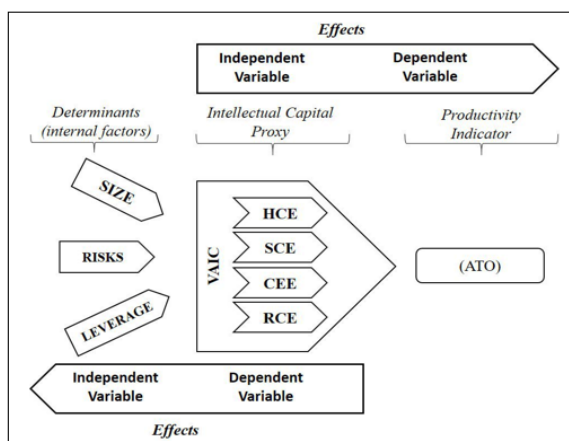 Effects
Independent Dependent
Variable Variable
Determinants Intellectual Capital Productivity
(internal factors) Proxy Indicator
SIZE
RISKS
LEVERAGE
VAIC
HCE
SCE
CEE
RCE
(ATO)
Independent Dependent
Variable Variable
Effects